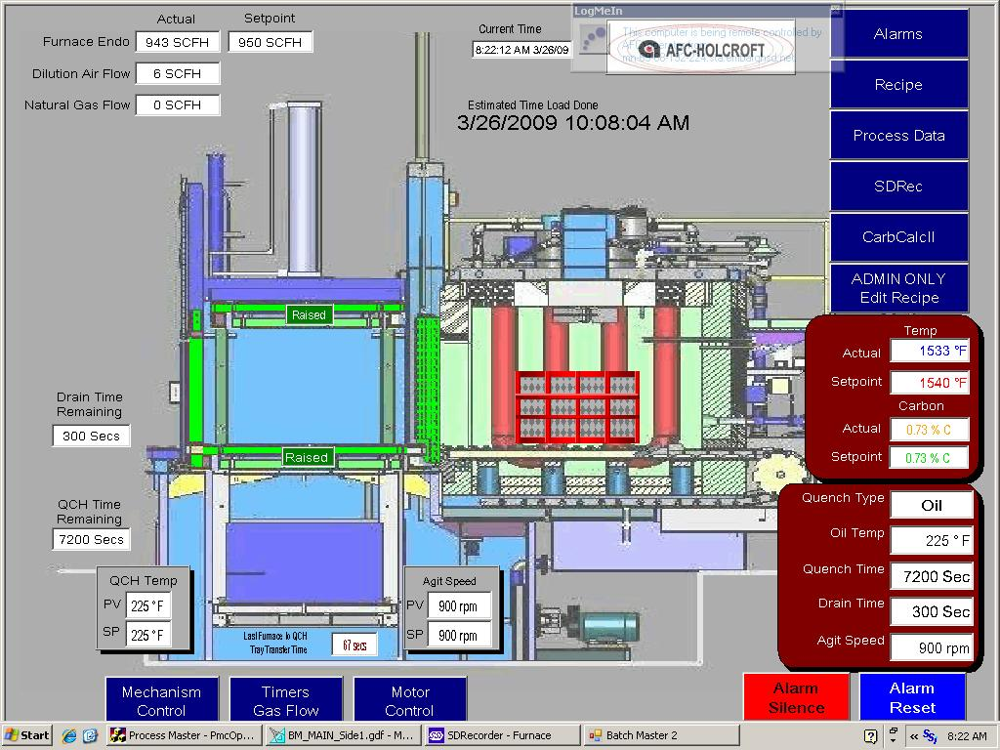 Actual
Setpoint
Furnace Endo 943 SCFH 950 SCFH
Dilution Air Flow 6 SCFH
Natural Gas Flow 0 SCFH
Current Time
8:22:12 AM 3/26/09
LogMeIn
This computer is being remote controlled by
AFC-HOLCROFT
Estimated Time Load Done
3/26/2009 10:08:04 AM
Alarms
Recipe
Process Data
SDRec
CarbCalcII
ADMIN ONLY
Edit Recipe
Raised
Raised
Drain Time
Remaining
300 Secs
QCH Time
Remaining
7200 Secs
QCH Temp
PV 225 °F
SP 225 °F
Agit Speed
PV 900 rpm
SP 900 rpm
Last Furnace to QCH
Tray Transfer Time
67 secs
Temp
Actual 1533 °F
Setpoint 1540 °F
Carbon
Actual 0.73 % C
Setpoint 0.73 % C
Quench Type Oil
Oil Temp 225 ° F
Quench Time 7200 Sec
Drain Time 300 Sec
Agit Speed 900 rpm
Mechanism
Control
Timers
Gas Flow
Motor
Control
Alarm
Silence
Alarm
Reset
Start
Process Master - PmcOp...
BM_MAIN_Side1.gdf - M...
SDRecorder - Furnace
Batch Master 2
8:22 AM